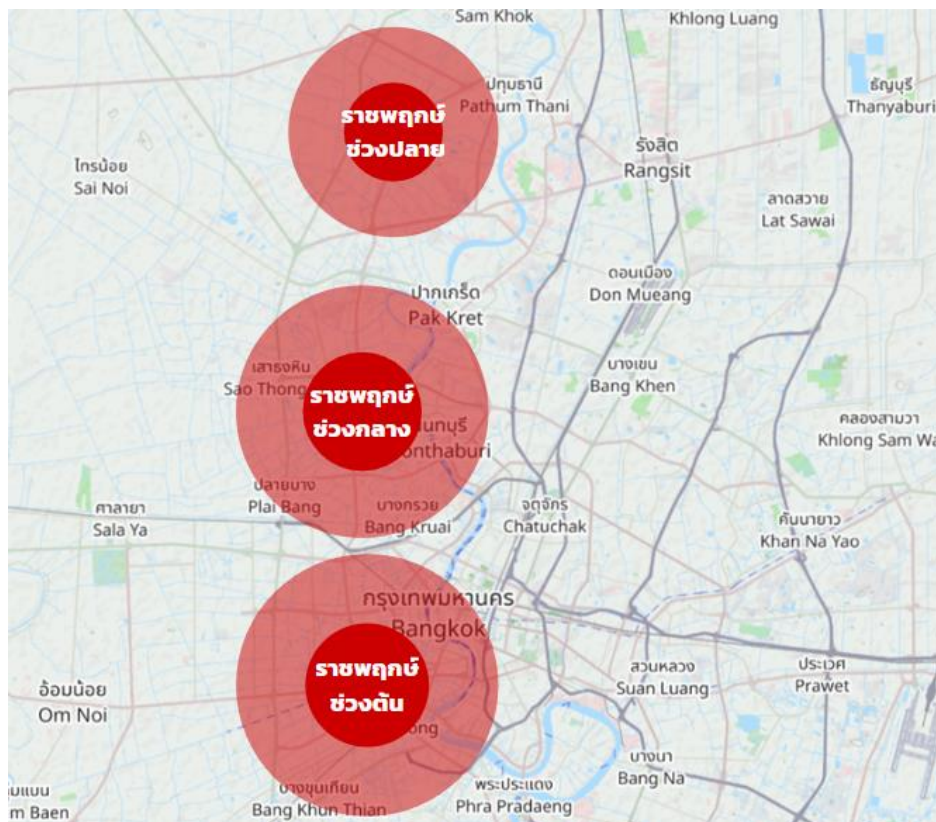 Sam Khok
Khlong Luang
ปทุมธานี
Pathum Thani
ธัญบุรี
Thanyaburi
ราชพฤกษ์
ช่วงปลาย
รังสิต
Rangsit
ไทรน้อย
Sai Noi
ลาดสวาย
Lat Sawai
ดอนเมือง
Don Mueang
ปากเกร็ด
Pak Kret
เสาธงหิน
Sao Thong
บางเขน
Bang Khen
ราชพฤกษ์
ช่วงกลาง
นนทบุรี
onthaburi
คลองสามวา
Khlong Sam Wa
ปลายบาง
Plai Bang
ศาลายา
Sala Ya
บางกรวย
Bang Kruai
จตุจักร
Chatuchak
คันนายาว
Khan Na Yao
กรุงเทพมหานคร
Bangkok
ราชพฤกษ์
ช่วงต้น
ong
สวนหลวง
Suan Luang
ประเวศ
Prawet
อ้อมน้อย
Om Noi
บางนา
Bang Na
บางขุนเทียน
Bang Khun Thian
พระประแดง
Phra Pradaeng
มแบน
m Baen